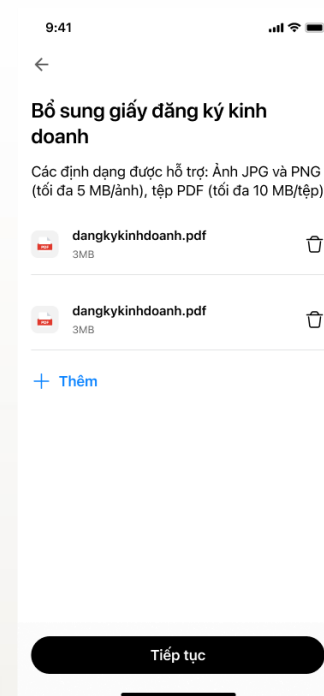 9:41
Bổ sung giấy đăng ký kinh
doanh
Các định dạng được hỗ trợ: Ảnh JPG và PNG
(tối đa 5 MB/ảnh), tệp PDF (tối đa 10 MB/tệp)
dangkykinhdoanh.pdf
PDF
3MB
dangkykinhdoanh.pdf
PDF
3MB
Thêm
Tiếp tục